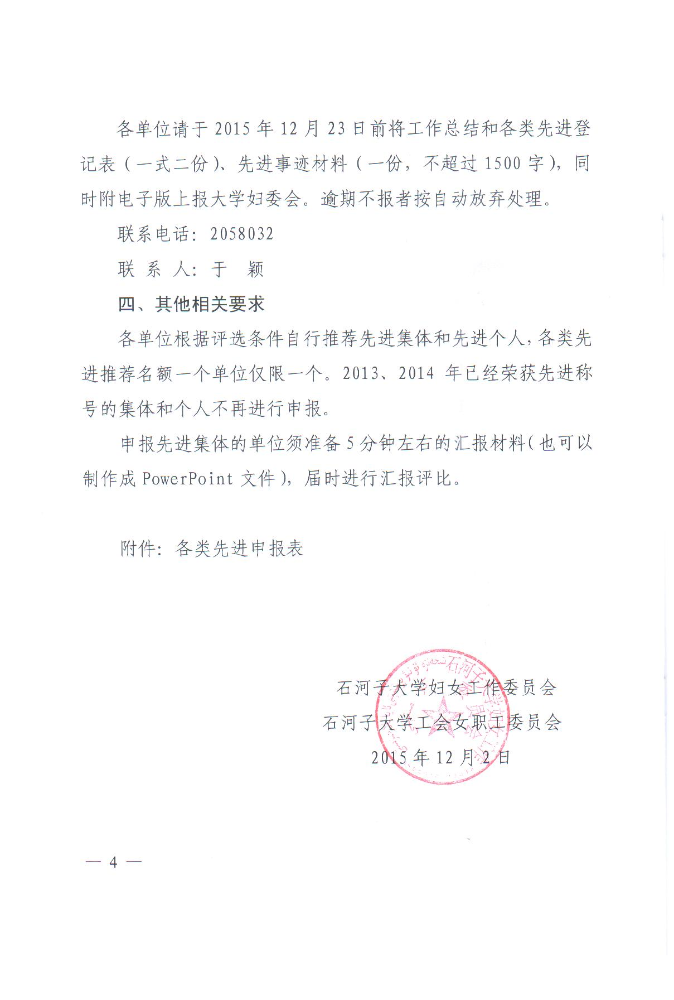 各单位请于 2015 年 12 月 23 日前将工作总结和各类先进登
记表（一式二份）、先进事迹材料（一份，不超过 1500 字），同
时附电子版上报大学妇委会。逾期不报者按自动放弃处理。
联系电话：2058032
联 系 人：于　颖
四、其他相关要求
各单位根据评选条件自行推荐先进集体和先进个人，各类先
进推荐名额一个单位仅限一个。2013、2014 年已经荣获先进称
号的集体和个人不再进行申报。
申报先进集体的单位须准备 5 分钟左右的汇报材料（也可以
制作成 PowerPoint 文件），届时进行汇报评比。
附件：各类先进申报表
石河子大学妇女工作委员会
石河子大学工会女职工委员会
2015 年 12 月 2 日
石河子大学妇女工作
委员会
— 4 —